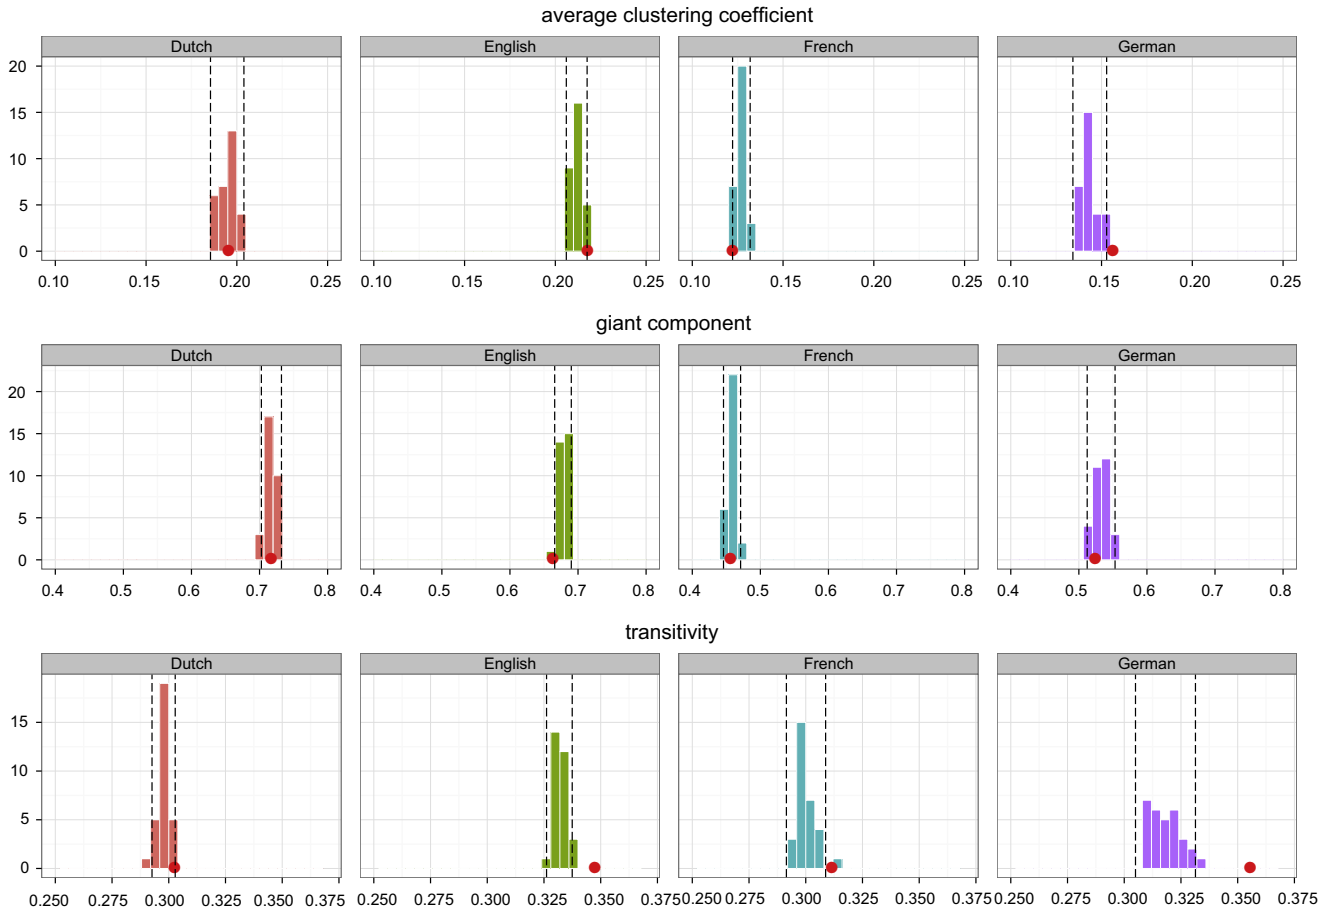 average clustering coefficient
Dutch English French German
20
15
10
5
0
0.10 0.15 0.20 0.25 0.10 0.15 0.20 0.25 0.10 0.15 0.20 0.25 0.10 0.15 0.20 0.25
giant component
Dutch English French German
20
15
10
5
0
0.4 0.5 0.6 0.7 0.8 0.4 0.5 0.6 0.7 0.8 0.4 0.5 0.6 0.7 0.8 0.4 0.5 0.6 0.7 0.8
transitivity
Dutch English French German
15
10
5
0
0.250 0.275 0.300 0.325 0.350 0.375 0.250 0.275 0.300 0.325 0.350 0.375 0.250 0.275 0.300 0.325 0.350 0.375 0.250 0.275 0.300 0.325 0.350 0.375